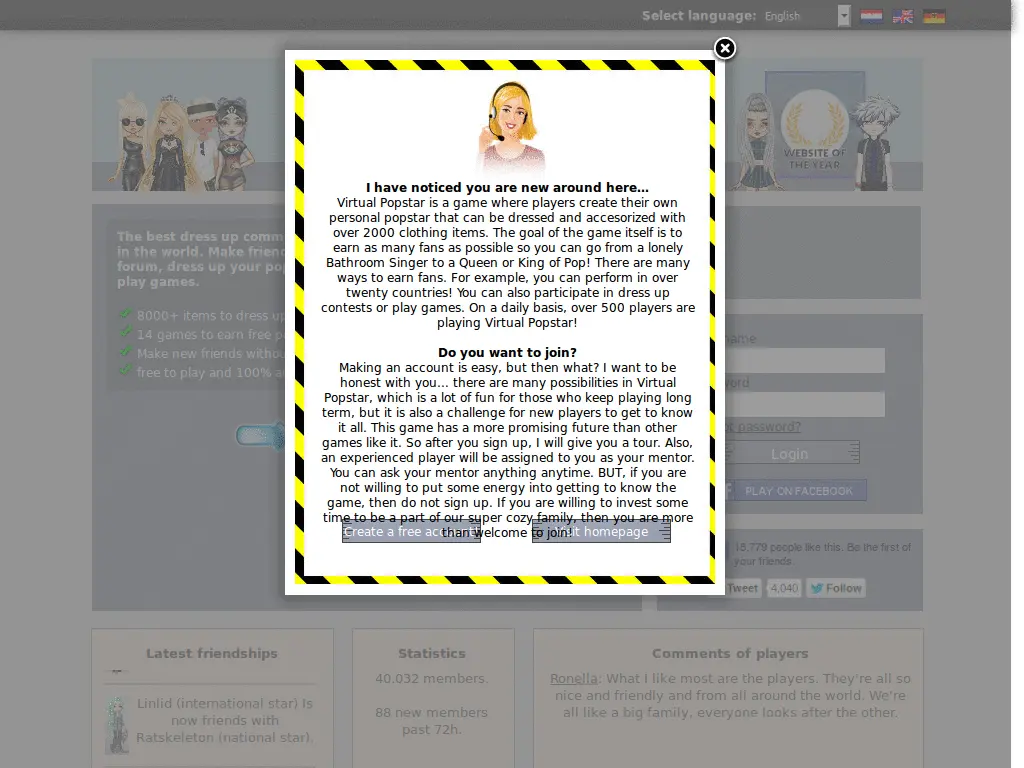 Select language: English
WEBSITE OF
THE YEAR
I have noticed you are new around here...
Virtual Popstar is a game where players create their own
personal popstar that can be dressed and accesorized with
over 2000 clothing items. The goal of the game itself is to
earn as many fans as possible so you can go from a lonely
Bathroom Singer to a Queen or King of Pop! There are many
ways to earn fans. For example, you can perform in over
twenty countries! You can also participate in dress up
contests or play games. On a daily basis, over 500 players are
playing Virtual Popstar!
Do you want to join?
Making an account is easy, but then what? I want to be
honest with you... there are many possibilities in Virtual
Popstar, which is a lot of fun for those who keep playing long
term, but it is also a challenge for new players to get to know
it all. This game has a more promising future than other
games like it. So after you sign up, I will give you a tour. Also,
an experienced player will be assigned to you as your mentor.
You can ask your mentor anything anytime. BUT, if you are
not willing to put some energy into getting to know the
game, then do not sign up. If you are willing to invest some
time to be a part of our super cozy family, then you are more
than welcome to join!
Create a free account! Visit homepage
The best dress up
in the world. Make
forum, dress up your
play games.
8000+ items to dress up
14 games to earn free
Make new friends
free to play and 100%
password?
Login
PLAY ON FACEBOOK
18,779 people like this. Be the first of
your friends.
Tweet 4,040 Follow
Latest friendships
Linlid (international star) Is
now friends with
Ratskeleton (national star).
Statistics
40.032 members.
88 new members
past 72h.
Comments of players
Ronella: What I like most are the players. They're all so
nice and friendly and from all around the world. We're
all like a big family, everyone looks after the other.